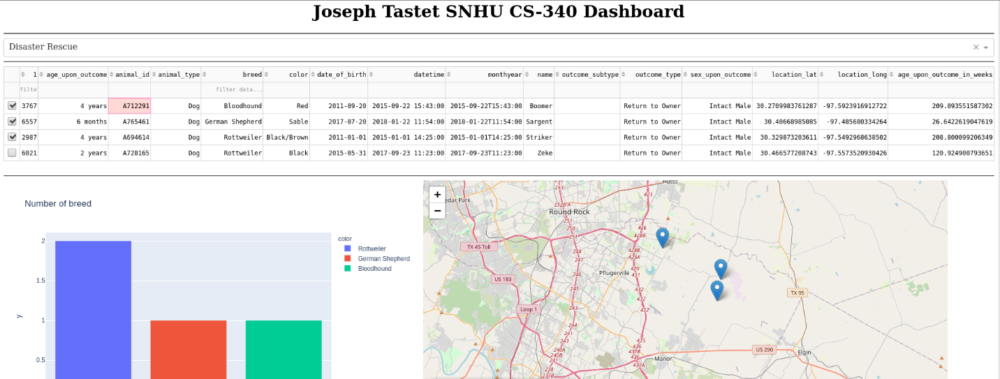 Joseph Tastet SNHU CS-340 Dashboard
Disaster Rescue
1 age_upon_outcome animal_id animal_type breed color date_of_birth datetime monthyear name outcome_subtype outcome_type sex_upon_outcome location_lat location_long age_upon_outcome_in_weeks
filte filter data...
3767 4 years A712291 Dog Bloodhound Red 2011-09-20 2015-09-22 15:43:00 2015-09-22T15:43:00 Boomer Return to Owner Intact Male 30.2709983761287 -97.5923916912722 209.093551587302
6557 6 months A765461 Dog German Shepherd Sable 2017-07-20 2018-01-22 11:54:00 2018-01-22T11:54:00 Sargent Return to Owner Intact Male 30.40668985085 -97.485680334264 26.6422619047619
2987 4 years A694614 Dog Rottweiler Black/Brown 2011-01-01 2015-01-01 14:25:00 2015-01-01T14:25:00 Striker Return to Owner Intact Male 30.329873203611 -97.5492968638502 208.800099206349
6021 2 years A728165 Dog Rottweiler Black 2015-05-31 2017-09-23 11:23:00 2017-09-23T11:23:00 Zeke Return to Owner Intact Male 30.466577208743 -97.5573520930426 120.924900793651
Number of breed
color
Rottweiler
German Shepherd
Bloodhound
2
1.5
1
0.5
y
+
−
Hutto
253
423
edar Park
252B A
Round Rock
251
250
426
251
428B
TX 45 Toll
248
428B
247
428A
Pflugerville
429
246
431
US 183
245
432
TX 95
432
Loop 1
243
432
244
241
243
435
240A
436
US 290
240B
437B
Elgin
241
436
Manor
238
437A
237B